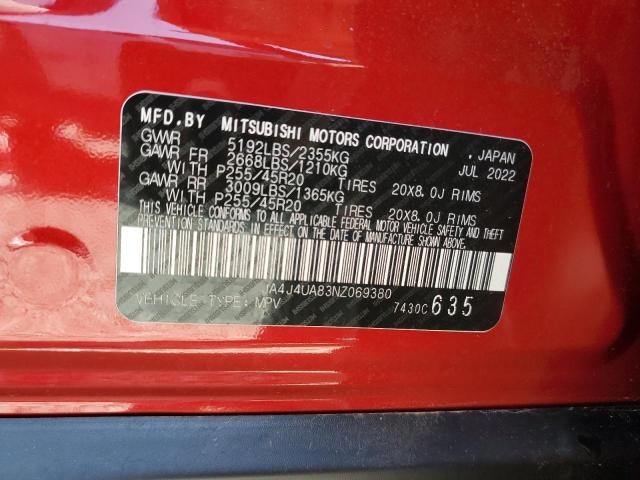 MFD.BY MITSUBISHI MOTORS CORPORATION , JAPAN
GVWR 5192LBS/2355KG JUL 2022
GAWR FR 2668LBS/1210KG
WITH P255/45R20 TIRES 20X8.0J RIMS
GAWR RR 3009LBS/1365KG
WITH P255/45R20 TIRES 20X8.0J RIMS
THIS VEHICLE CONFORMS TO ALL APPLICABLE FEDERAL MOTOR VEHICLE SAFETY AND THEFT
PREVENTION STANDARDS IN EFFECT ON THE DATE OF MANUFACTURE SHOWN ABOVE.
JA4J4UA83NZ069380
VEHICLE TYPE: MPV 7430C 635